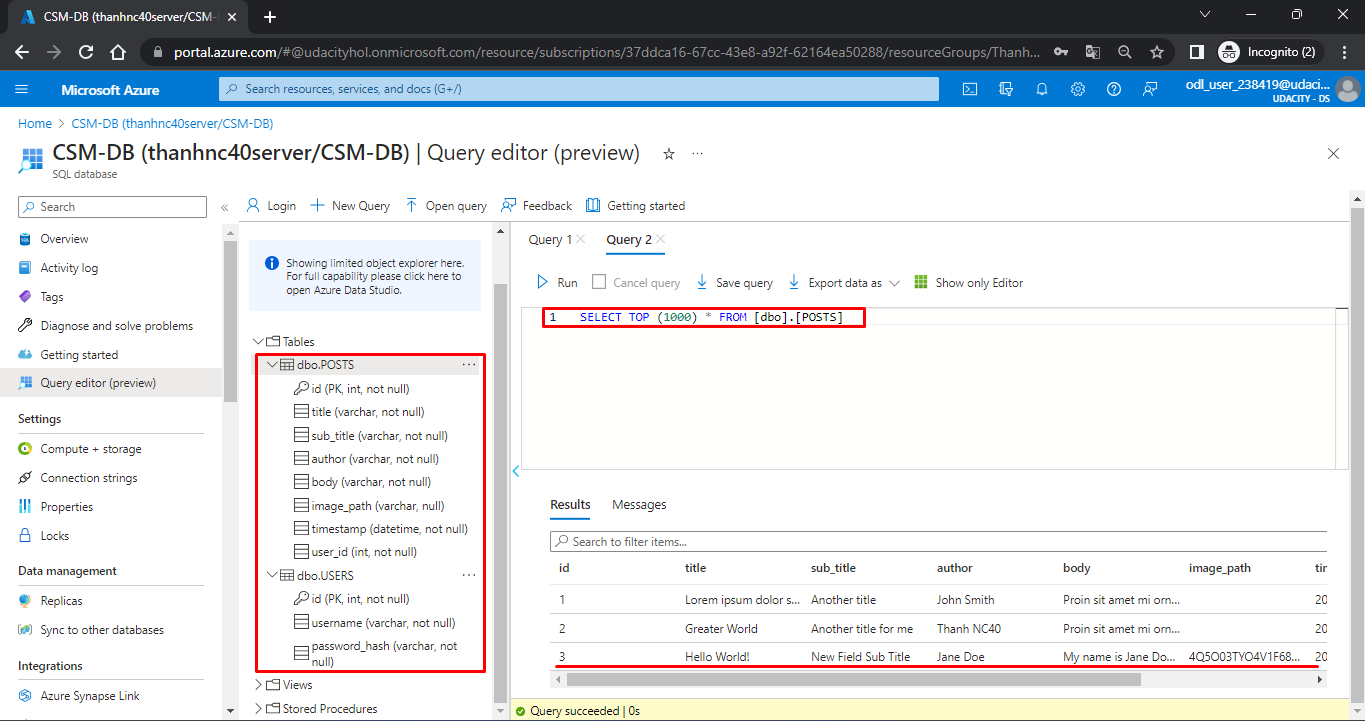 CSM-DB (thanhnc40server/CSM-
portal.azure.com/#@udacityhol.onmicrosoft.com/resource/subscriptions/37ddca16-67cc-43e8-a92f-62164ea50288/resourceGroups/Thanh...
Incognito (2)
Microsoft Azure
Search resources, services, and docs (G+/)
odl_user_238419@udaci...
UDACITY - DS
Home > CSM-DB (thanhnc40server/CSM-DB)
CSM-DB (thanhnc40server/CSM-DB) | Query editor (preview)
SQL database
Search
Overview
Activity log
Tags
Diagnose and solve problems
Getting started
Query editor (preview)
Settings
Compute + storage
Connection strings
Properties
Locks
Data management
Replicas
Sync to other databases
Integrations
Azure Synapse Link
Login
New Query
Open query
Feedback
Getting started
Showing limited object explorer here.
For full capability please click here to
open Azure Data Studio.
Tables
dbo.POSTS
id (PK, int, not null)
title (varchar, not null)
sub_title (varchar, not null)
author (varchar, not null)
body (varchar, not null)
image_path (varchar, null)
timestamp (datetime, not null)
user_id (int, not null)
dbo.USERS
id (PK, int, not null)
username (varchar, not null)
password_hash (varchar, not
null)
Views
Stored Procedures
Query 1
Query 2
Run
Cancel query
Save query
Export data as
Show only Editor
1 SELECT TOP (1000) * FROM [dbo].[POSTS]
Results
Messages
Search to filter items...
id title sub_title author body image_path tir
1 Lorem ipsum dolor s... Another title John Smith Proin sit amet mi orn... 20
2 Greater World Another title for me Thanh NC40 Proin sit amet mi orn... 20
3 Hello World! New Field Sub Title Jane Doe My name is Jane Do... 4Q5O03TYO4V1F68... 20
Query succeeded | 0s